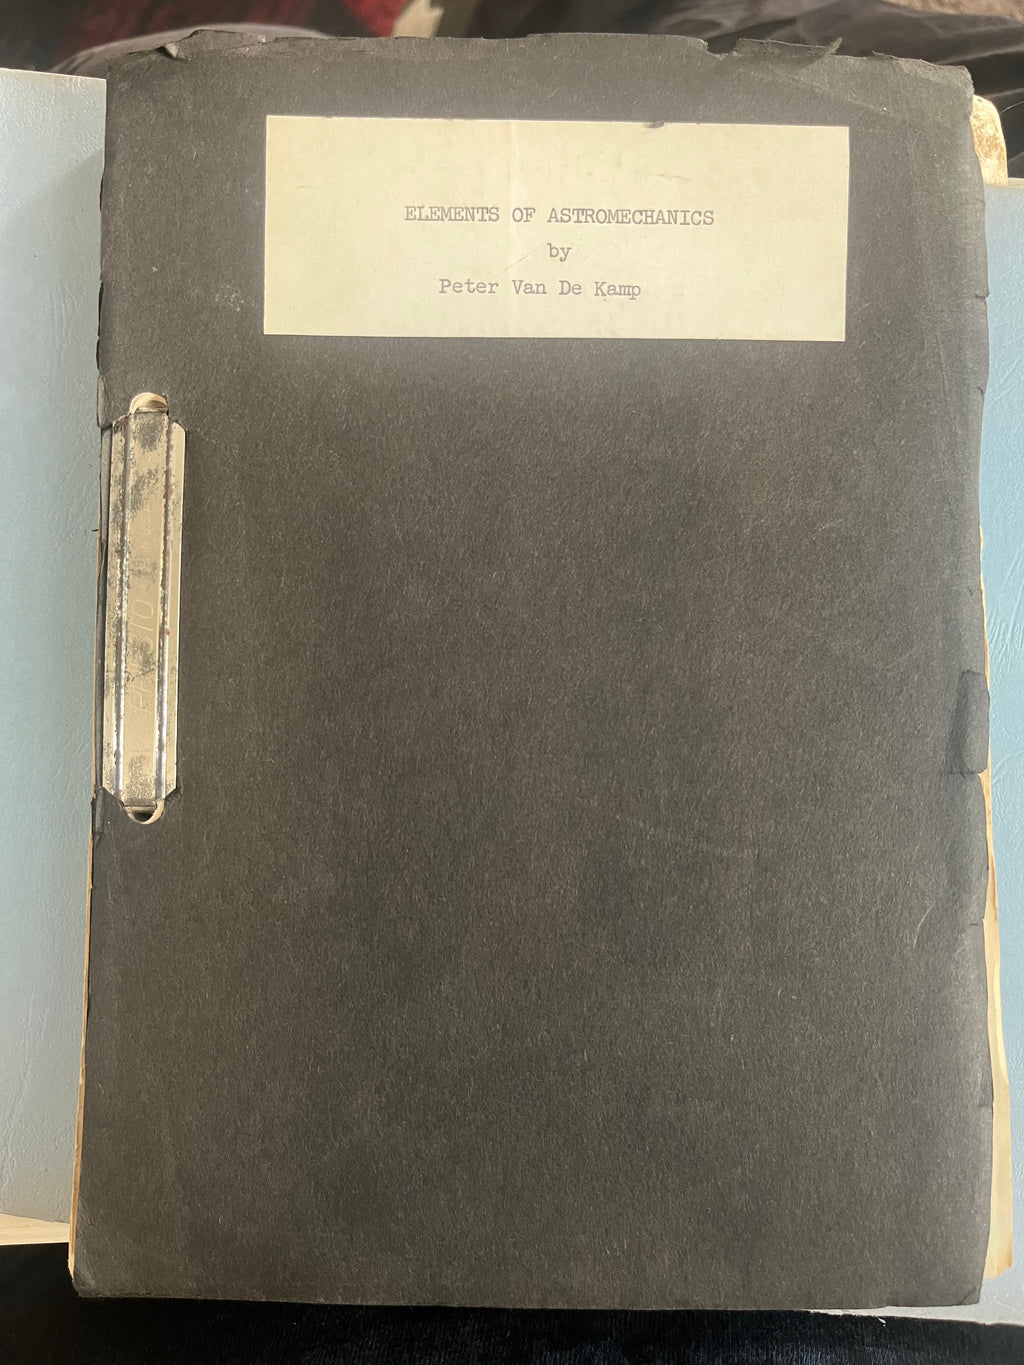 ELEMENTS OF ASTROMECHANICS
by
Peter Van De Kamp